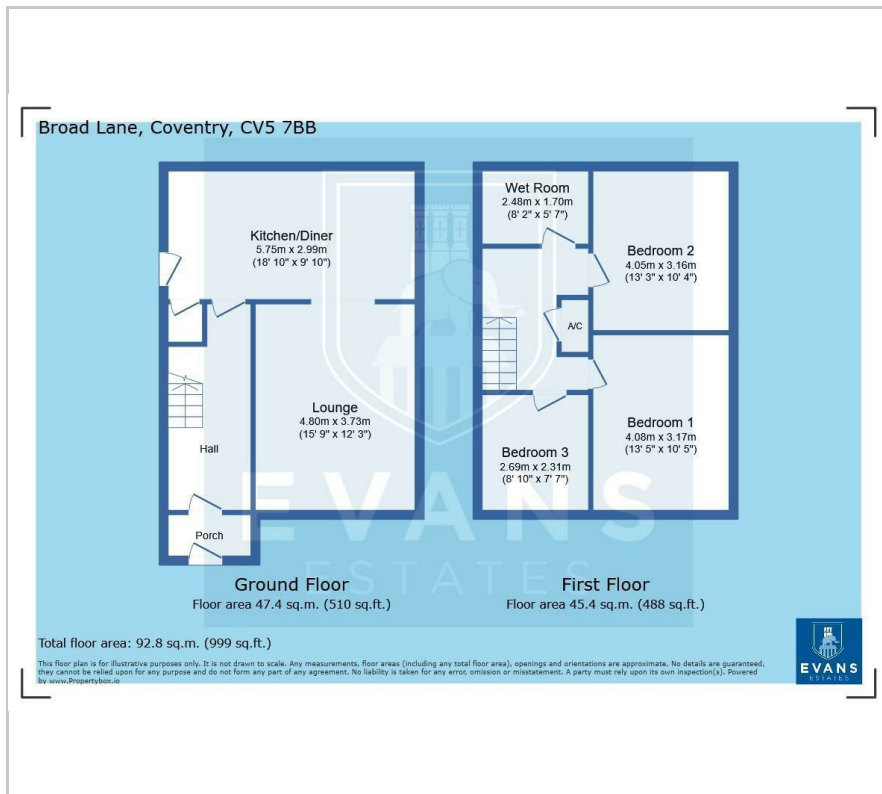 Broad Lane, Coventry, CV5 7BB
Kitchen/Diner
5.75m x 2.99m
(18' 10" x 9' 10")
Lounge
4.80m x 3.73m
(15' 9" x 12' 3")
Hall
Porch
Ground Floor
Floor area 47.4 sq.m. (510 sq.ft.)
Wet Room
2.48m x 1.70m
(8' 2" x 5' 7")
Bedroom 2
4.05m x 3.16m
(13' 3" x 10' 4")
A/C
Bedroom 1
4.08m x 3.17m
(13' 5" x 10' 5")
Bedroom 3
2.69m x 2.31m
(8' 10" x 7' 7")
First Floor
Floor area 45.4 sq.m. (488 sq.ft.)
EVANS
ESTATES
Total floor area: 92.8 sq.m. (999 sq.ft.)
This floor plan is for illustrative purposes only. It is not drawn to scale. Any measurements, floor areas (including any total floor area), openings and orientations are approximate. No details are guaranteed,
they cannot be relied upon for any purpose and do not form any part of any agreement. No liability is taken for any error, omission or misstatement. A party must rely upon its own inspection(s). Powered
by www.Propertybox.io
EVANS
ESTATES